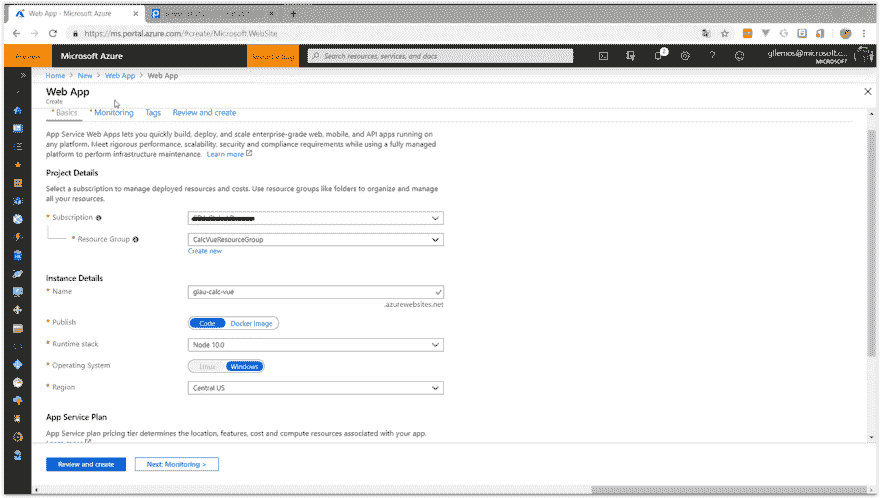 Web App - Microsoft Azure
https://ms.portal.azure.com/#create/Microsoft.WebSite
Microsoft Azure
Search resources, services, and docs
gllemos@microsoft.c...
MICROSOFT
Home > New > Web App > Web App
Web App
Create
* Basics * Monitoring Tags Review and create
App Service Web Apps lets you quickly build, deploy, and scale enterprise-grade web, mobile, and API apps running on
any platform. Meet rigorous performance, scalability, security and compliance requirements while using a fully managed
platform to perform infrastructure maintenance. Learn more
Project Details
Select a subscription to manage deployed resources and costs. Use resource groups like folders to organize and manage
all your resources.
* Subscription
* Resource Group
CalcVueResourceGroup
Create new
Instance Details
* Name
glau-calc-vue
.azurewebsites.net
* Publish
Code Docker Image
* Runtime stack
Node 10.0
* Operating System
Linux Windows
* Region
Central US
App Service Plan
App Service plan pricing tier determines the location, features, cost and compute resources associated with your app.
Learn more
Review and create
Next: Monitoring >